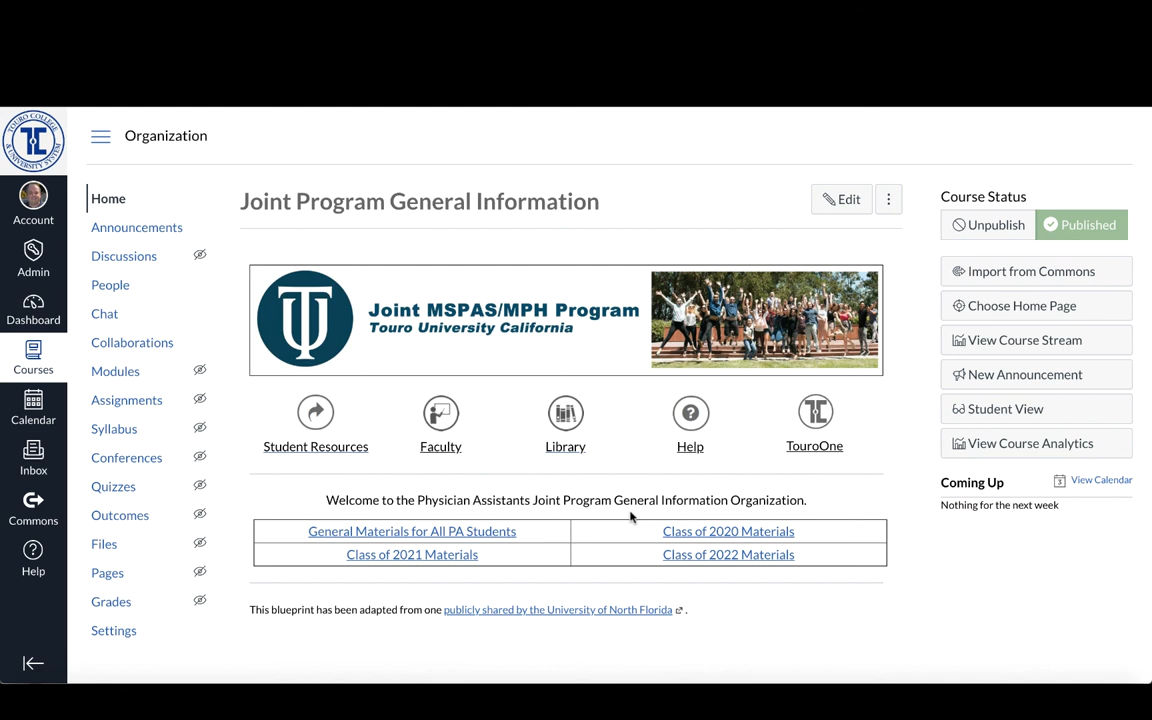 TOURO COLLEGE
& UNIVERSITY SYSTEM
Organization
Account
Admin
Dashboard
Courses
Calendar
Inbox
Commons
Help
Home
Announcements
Discussions
People
Chat
Collaborations
Modules
Assignments
Syllabus
Conferences
Quizzes
Outcomes
Files
Pages
Grades
Settings
Joint Program General Information
Edit
Joint MSPAS/MPH Program
Touro University California
Student Resources
Faculty
Library
Help
TouroOne
Welcome to the Physician Assistants Joint Program General Information Organization.
General Materials for All PA Students
Class of 2020 Materials
Class of 2021 Materials
Class of 2022 Materials
This blueprint has been adapted from one publicly shared by the University of North Florida .
Course Status
Unpublish
Published
Import from Commons
Choose Home Page
View Course Stream
New Announcement
Student View
View Course Analytics
Coming Up
View Calendar
Nothing for the next week